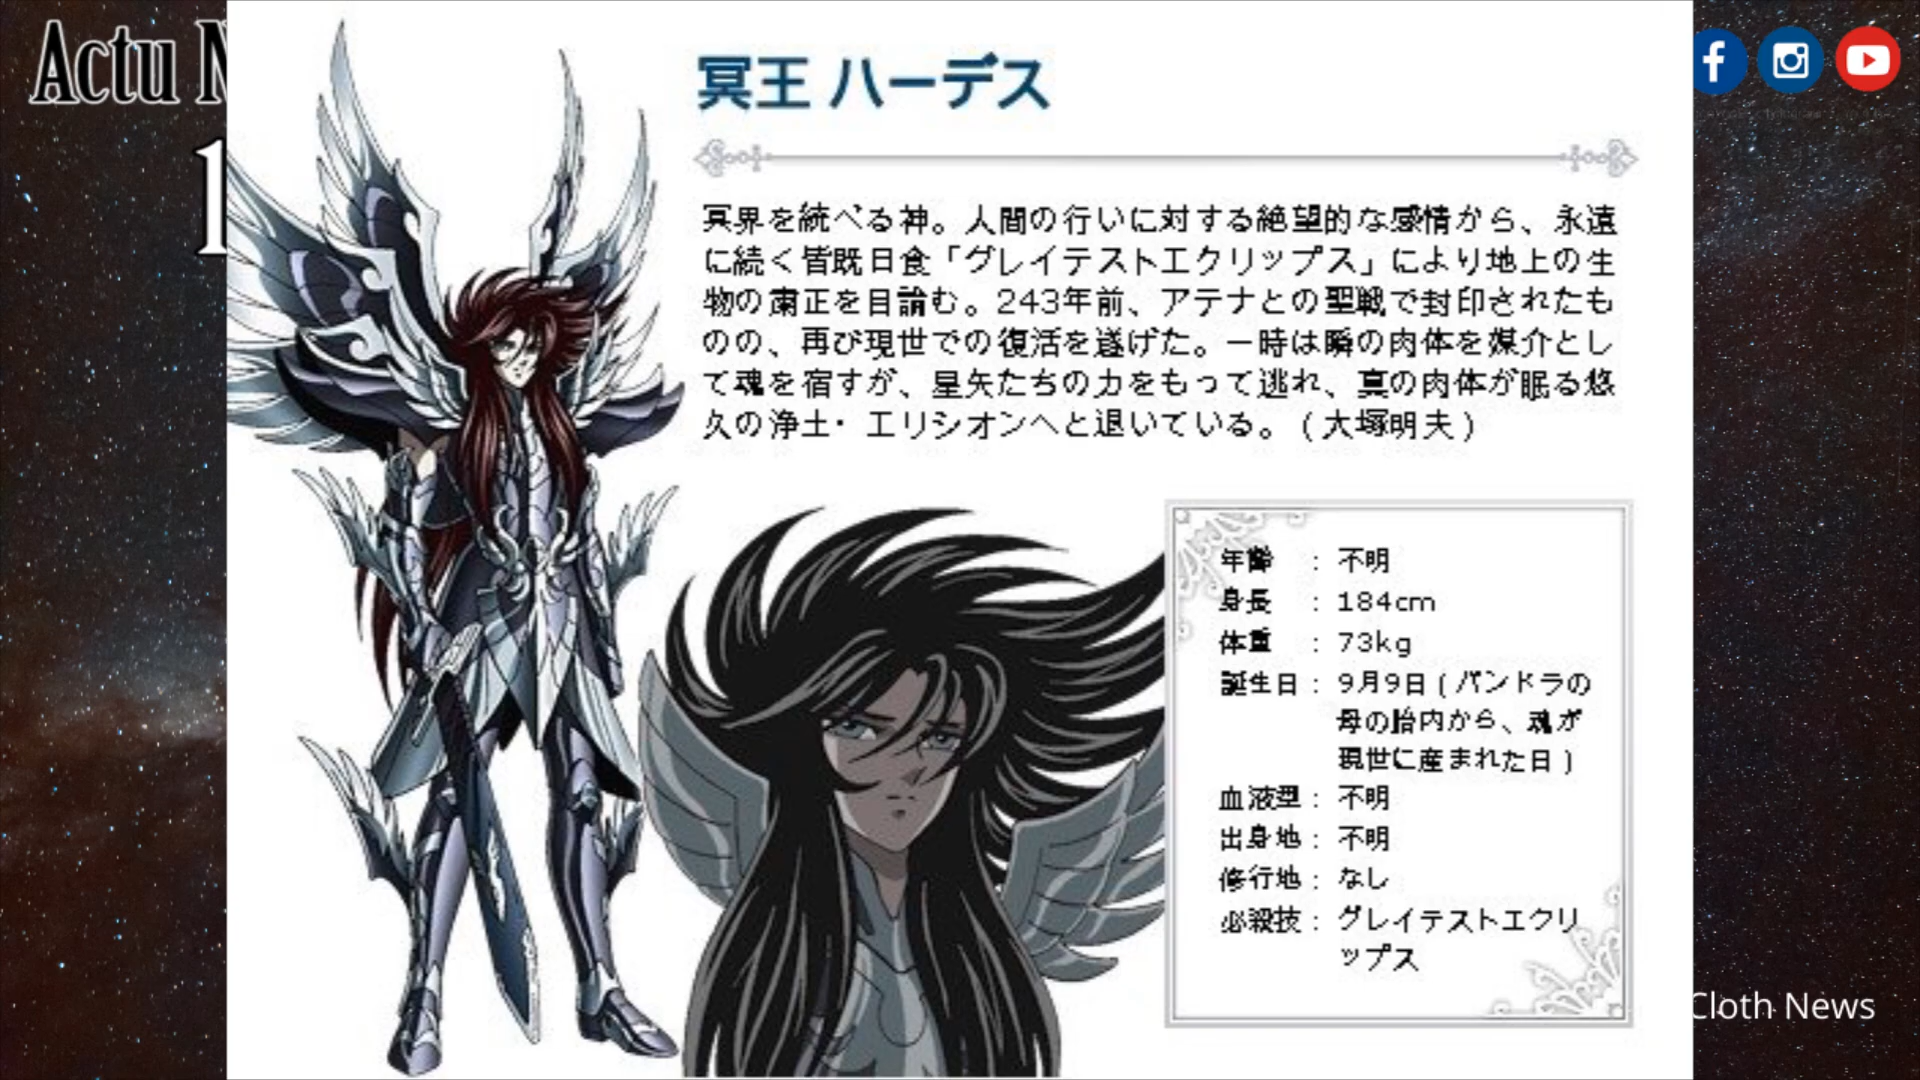 Actu
1
冥王 ハーデス
冥界を統べる神。人間の行いに対する絶望的な感情から、永遠
に続く皆既日食「グレイテストエクリップス」により地上の生
物の粛正を目論む。243年前、アテナとの聖戦で封印されたも
のの、再び現世での復活を遂げた。一時は瞬の肉体を媒介とし
て魂を宿すが、星矢たちの力をもって逃れ、真の肉体が眠る悠
久の浄土・エリシオンへと退いている。(大塚明夫)
年齢 : 不明
身長 : 184cm
体重 : 73kg
誕生日 : 9月9日(パンドラの
母の胎内から、魂が
現世に産まれた日)
血液型 : 不明
出身地 : 不明
修行地 : なし
必殺技 : グレイテストエクリ
ップス
Cloth News